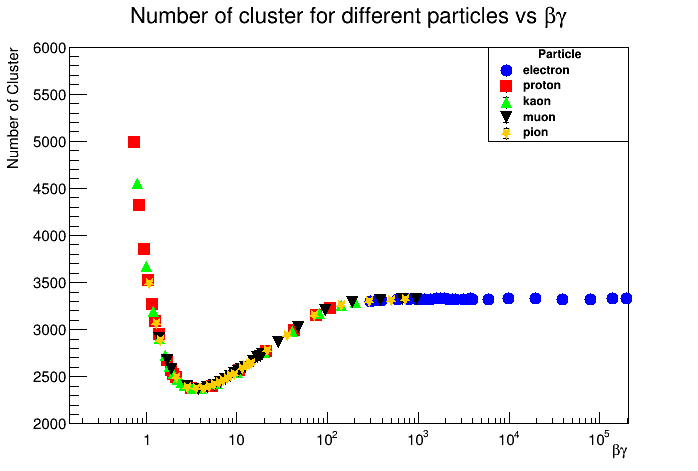 Number of cluster for different particles vs βγ
Number of Cluster
6000
5500
5000
4500
4000
3500
3000
2500
2000
Particle
electron
proton
kaon
muon
pion
1 10 10² 10³ 10⁴ 10⁵
βγ